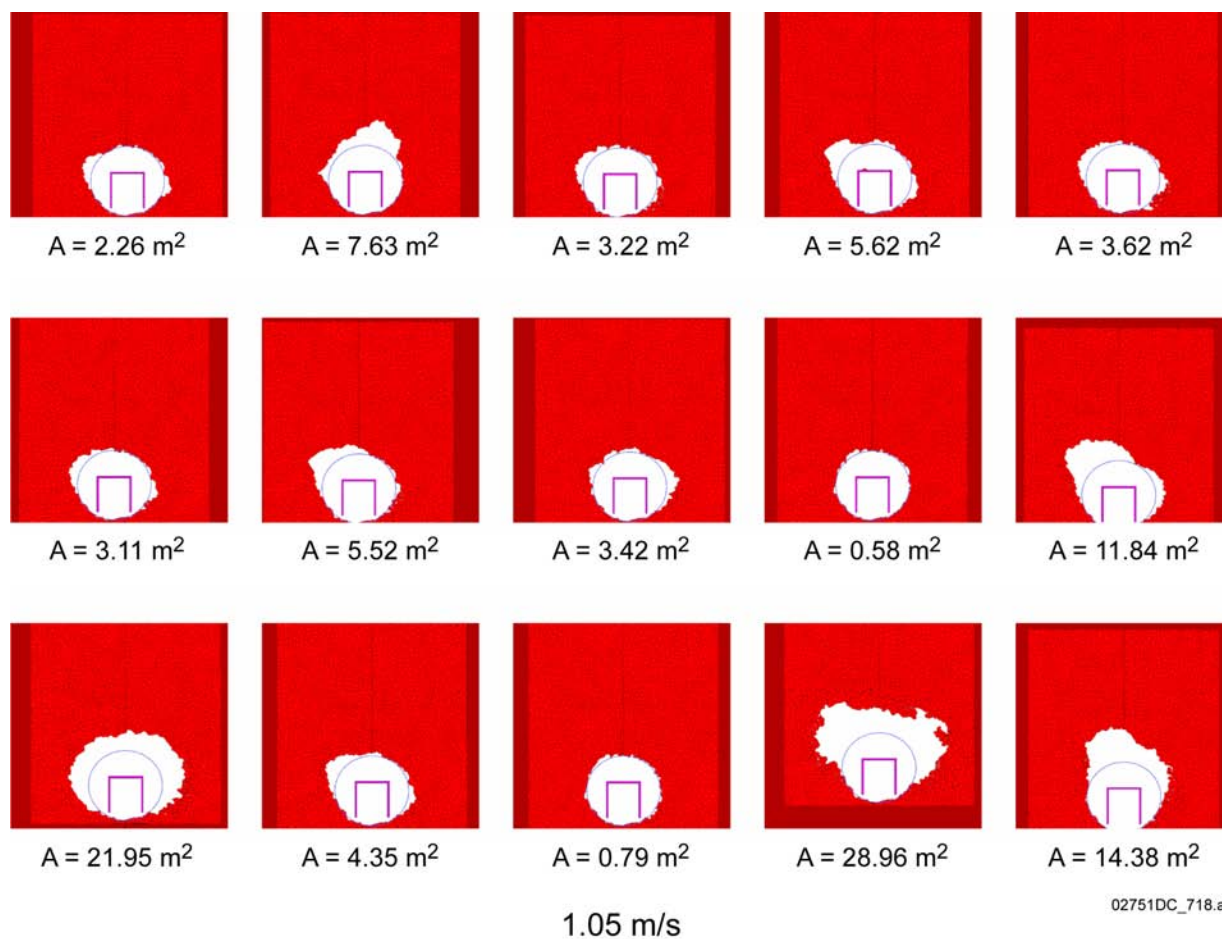 A = 2.26 m²
A = 7.63 m²
A = 3.22 m²
A = 5.62 m²
A = 3.62 m²
A = 3.11 m²
A = 5.52 m²
A = 3.42 m²
A = 0.58 m²
A = 11.84 m²
A = 21.95 m²
A = 4.35 m²
A = 0.79 m²
A = 28.96 m²
A = 14.38 m²
02751DC_718.a
1.05 m/s